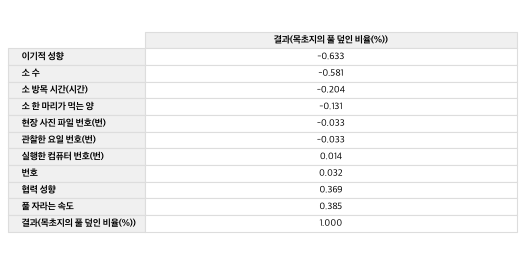 결과(목초지의 풀 덮인 비율(%))
이기적 성향 -0.633
소 수 -0.581
소 방목 시간(시간) -0.204
소 한 마리가 먹는 양 -0.131
현장 사진 파일 번호(번) -0.033
관찰한 요일 번호(번) -0.033
실행한 컴퓨터 번호(번) 0.014
번호 0.032
협력 성향 0.369
풀 자라는 속도 0.385
결과(목초지의 풀 덮인 비율(%)) 1.000